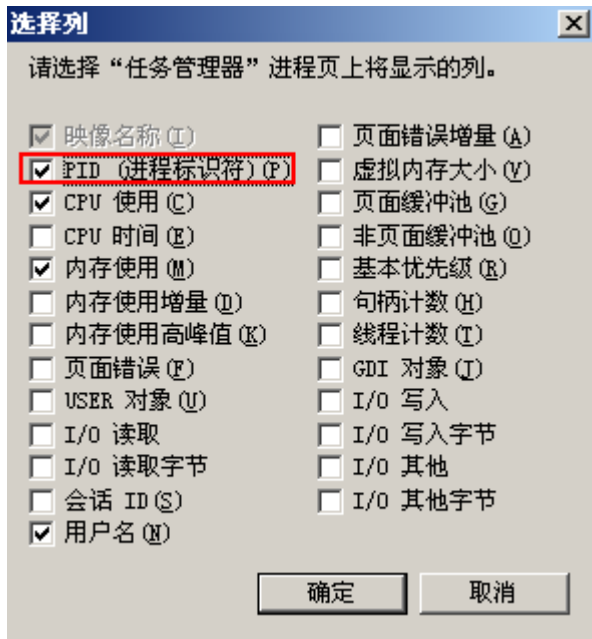 选择列
请选择“任务管理器”进程页上将显示的列。
映像名称(I)
PID (进程标识符)(P)
CPU 使用(C)
CPU 时间(E)
内存使用(M)
内存使用增量(D)
内存使用高峰值(K)
页面错误(F)
USER 对象(U)
I/O 读取
I/O 读取字节
会话 ID(S)
用户名(N)
页面错误增量(A)
虚拟内存大小(V)
页面缓冲池(G)
非页面缓冲池(O)
基本优先级(R)
句柄计数(H)
线程计数(T)
GDI 对象(J)
I/O 写入
I/O 写入字节
I/O 其他
I/O 其他字节
确定
取消